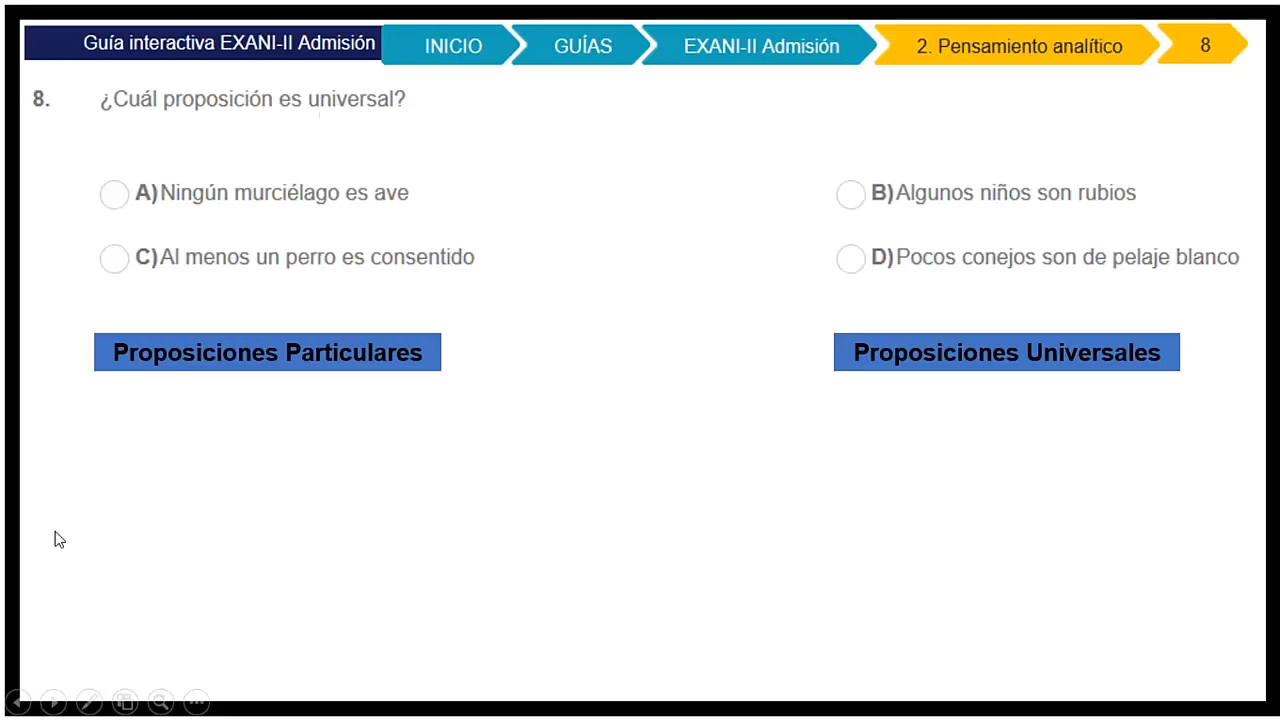 Guía interactiva EXANI-II Admisión
INICIO
GUÍAS
EXANI-II Admisión
2. Pensamiento analítico
8
8. ¿Cuál proposición es universal?
A) Ningún murciélago es ave
B) Algunos niños son rubios
C) Al menos un perro es consentido
D) Pocos conejos son de pelaje blanco
Proposiciones Particulares
Proposiciones Universales